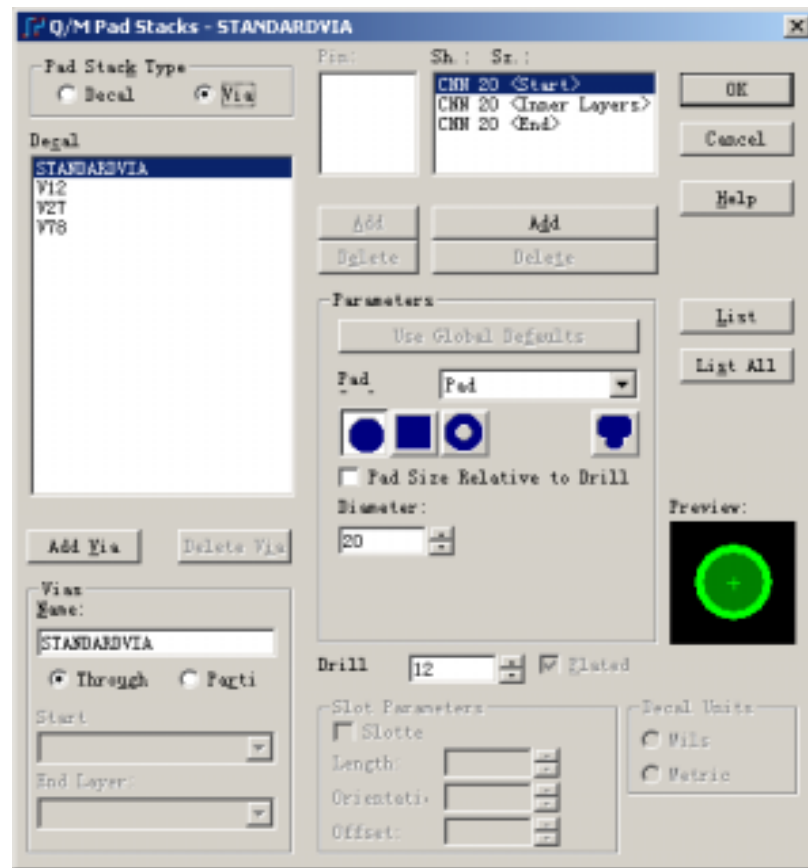 Q/M Pad Stacks - STANDARDVIA
Pad Stack Type
Decal
Via
Decal
STANDARDVIA
V12
V27
V78
Add Via
Delete Via
Vias
Name:
STANDARDVIA
Through
Parti
Start
End Layer:
Pin:
Sh.: Sz.:
CNN 20 <Start>
CNN 20 <Inner Layers>
CNN 20 <End>
Add
Delete
Add
Delete
Parameters
Use Global Defaults
Pad
Pad
Pad Size Relative to Drill
Diameter:
20
Drill
12
Plated
Slot Parameters
Slotte
Length:
Orientati
Offset:
OK
Cancel
Help
List
List All
Preview:
Decal Units
Mils
Metric